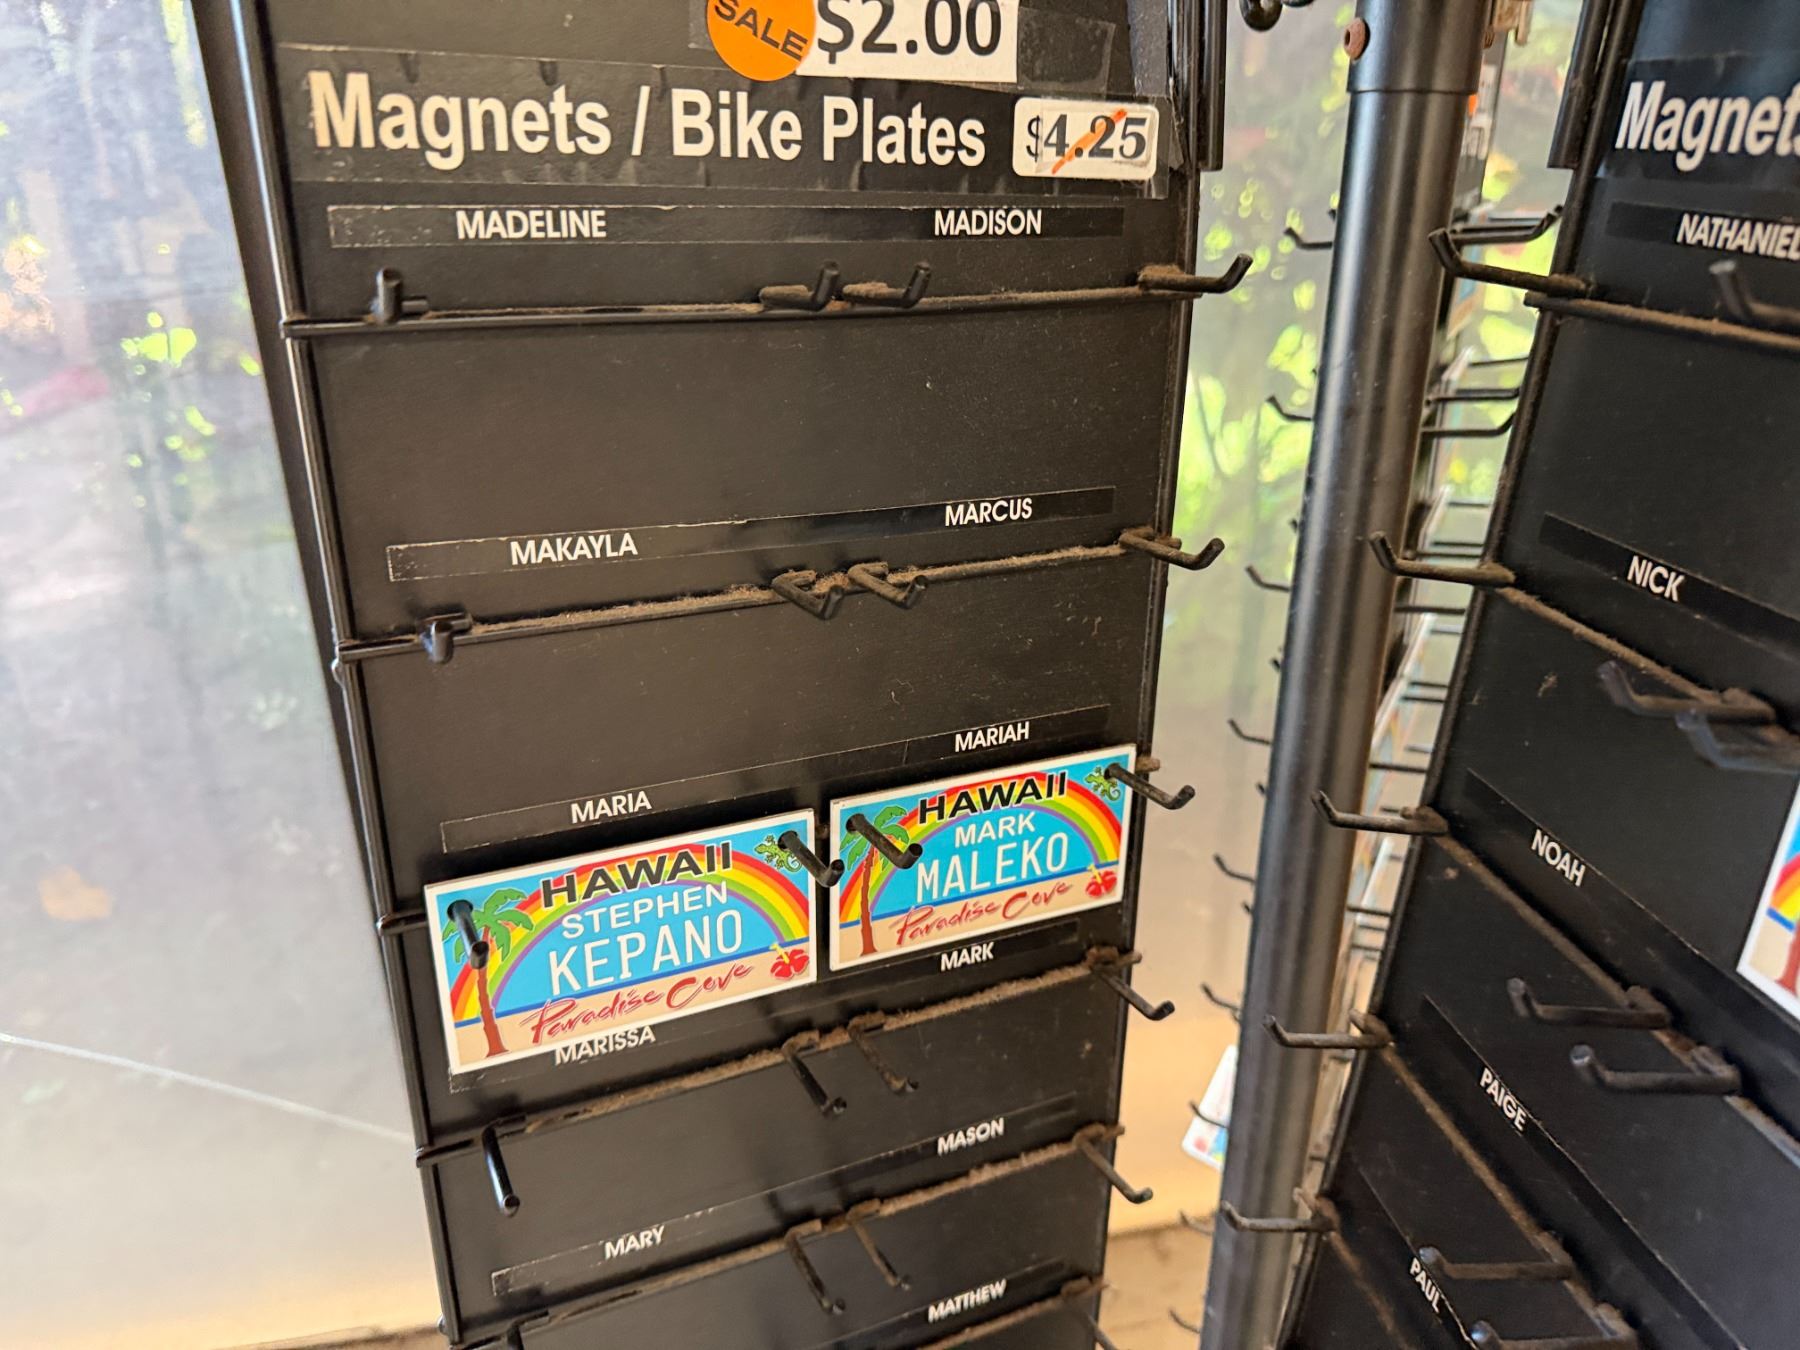 SALE
$2.00
Magnets / Bike Plates $4.25
MADELINE MADISON
MAKAYLA MARCUS
MARIA MARIAH
HAWAII
STEPHEN
KEPANO
Paradise Cove
HAWAII
MARK
MALEKO
Paradise Cove
MARISSA MARK
MARY MASON
MATTHEW
Magnets
NATHANIEL
NICK
NOAH
PAIGE
PAUL